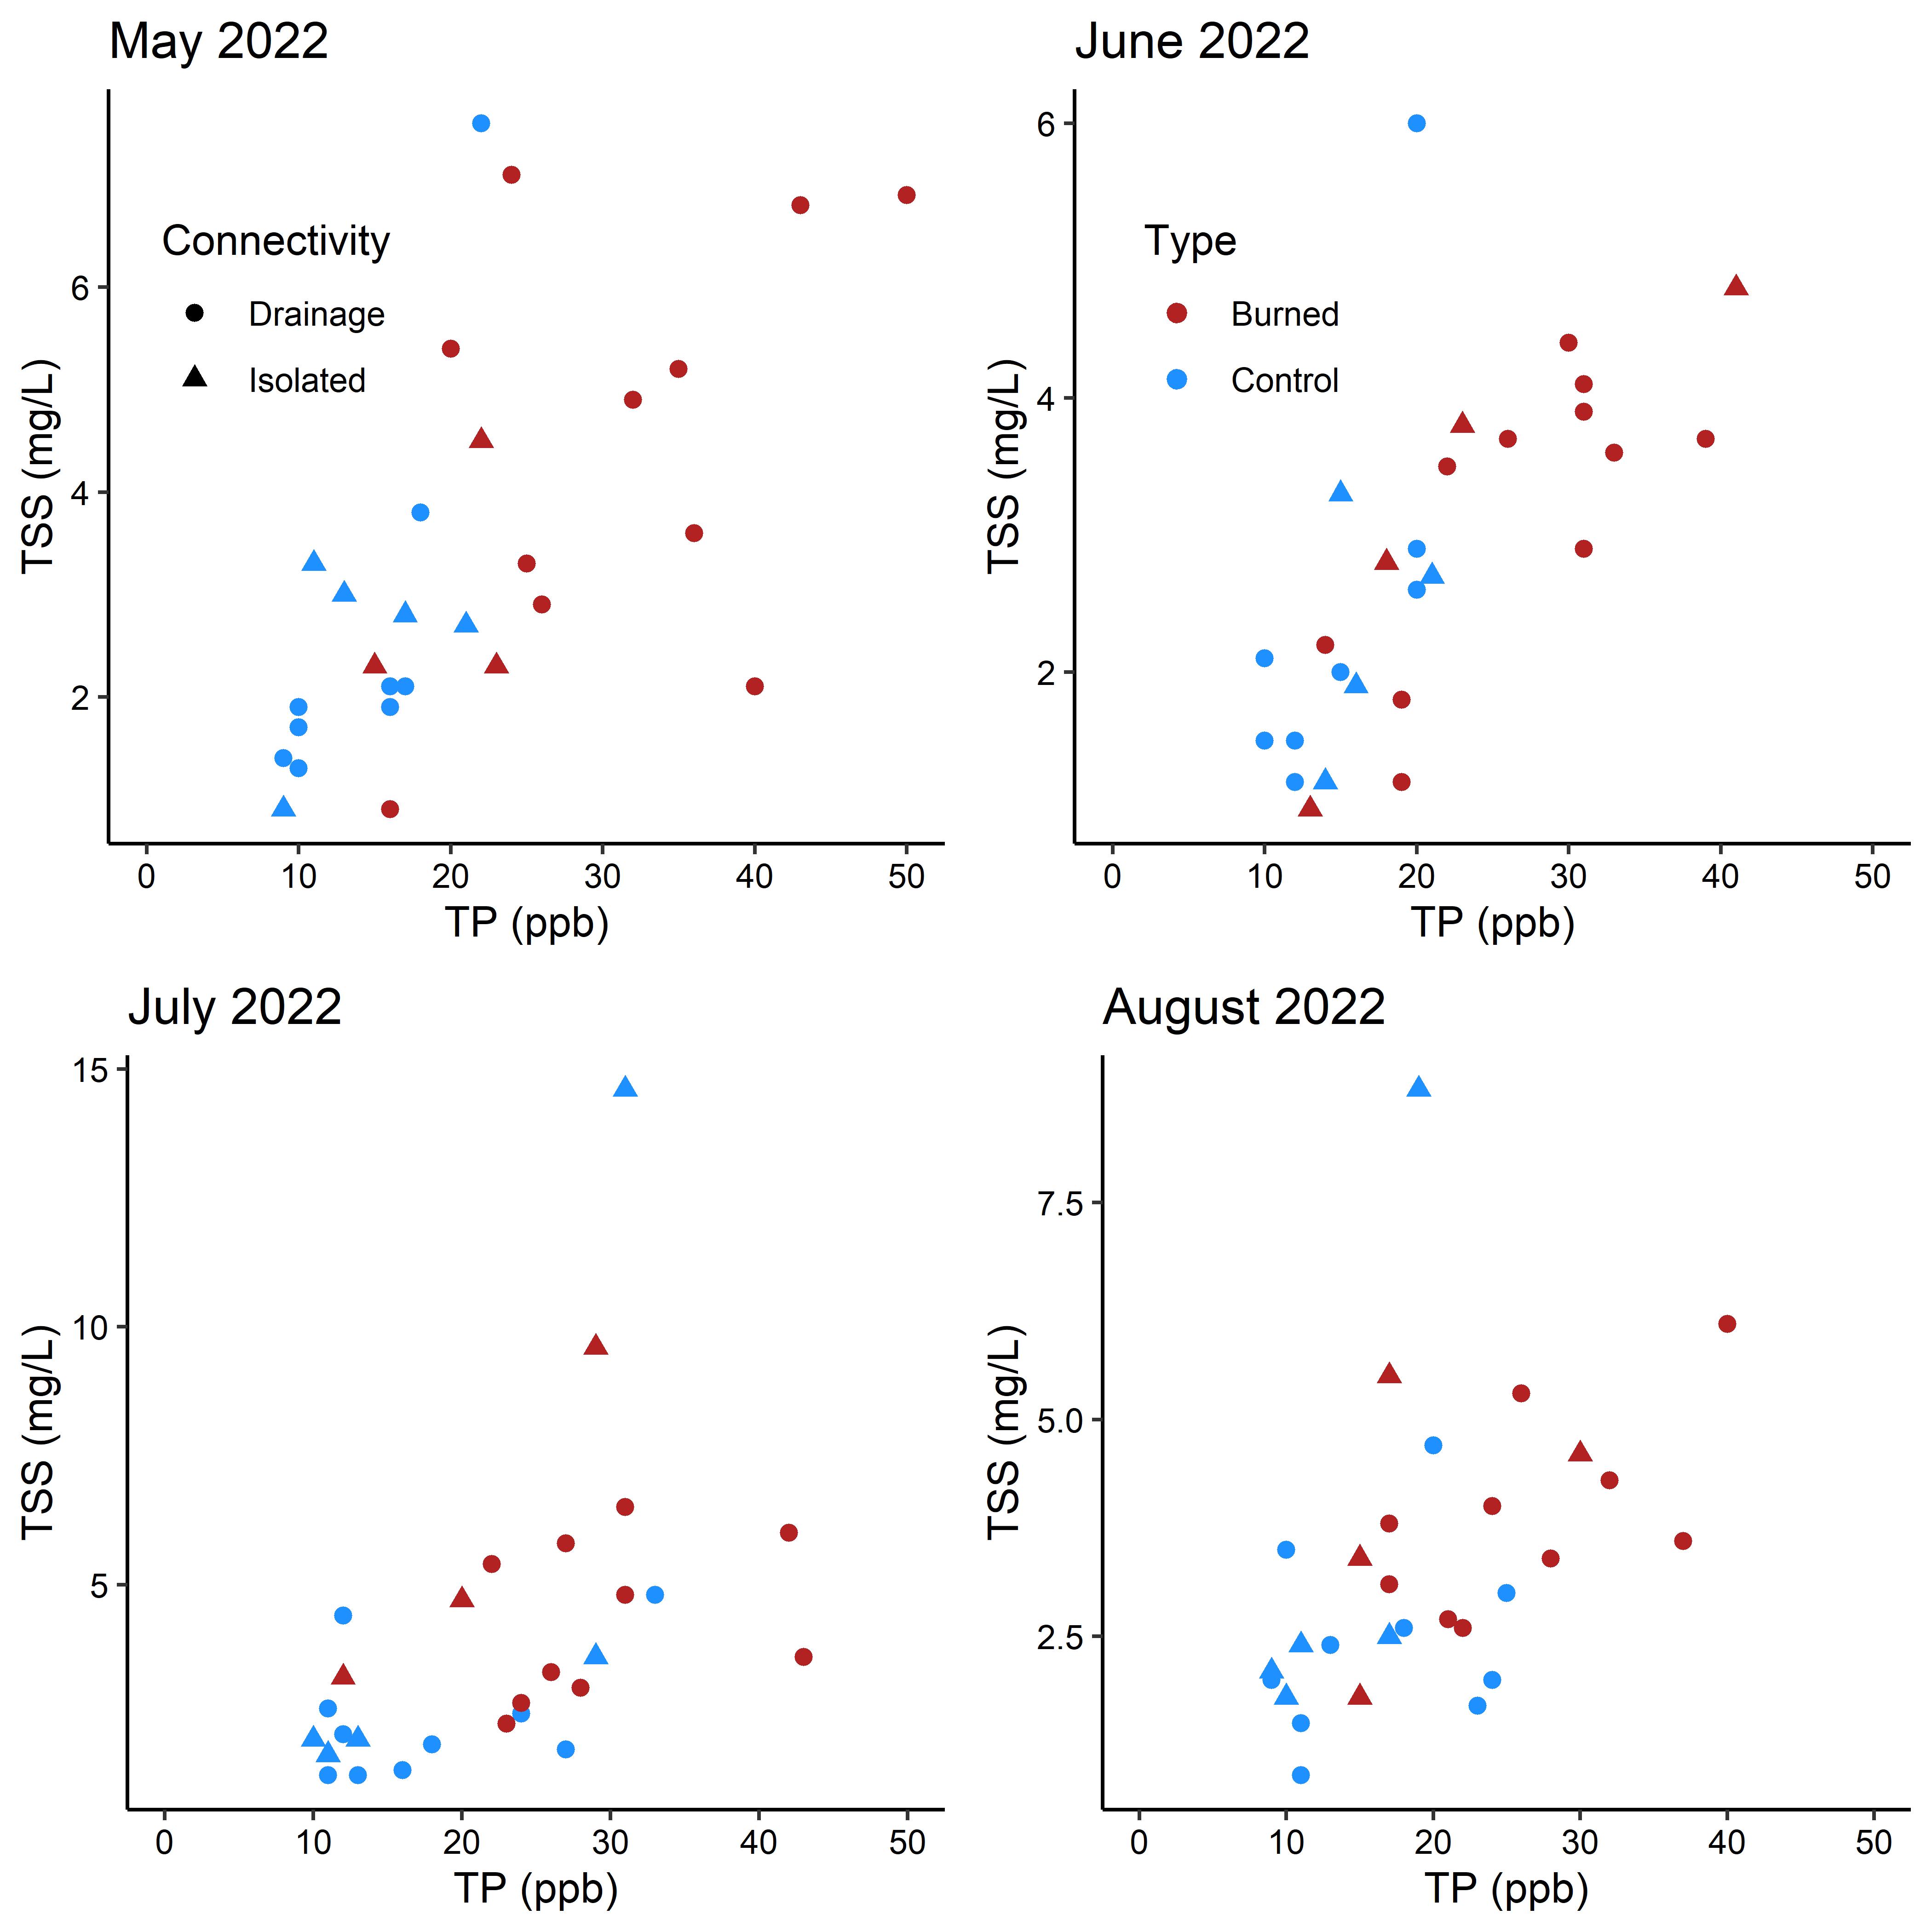 May 2022
6
4
2
TSS (mg/L)
Connectivity
Drainage
Isolated
0 10 20 30 40 50
TP (ppb)
June 2022
6
4
2
TSS (mg/L)
Type
Burned
Control
0 10 20 30 40 50
TP (ppb)
July 2022
15
10
5
TSS (mg/L)
0 10 20 30 40 50
TP (ppb)
August 2022
7.5
5.0
2.5
TSS (mg/L)
0 10 20 30 40 50
TP (ppb)